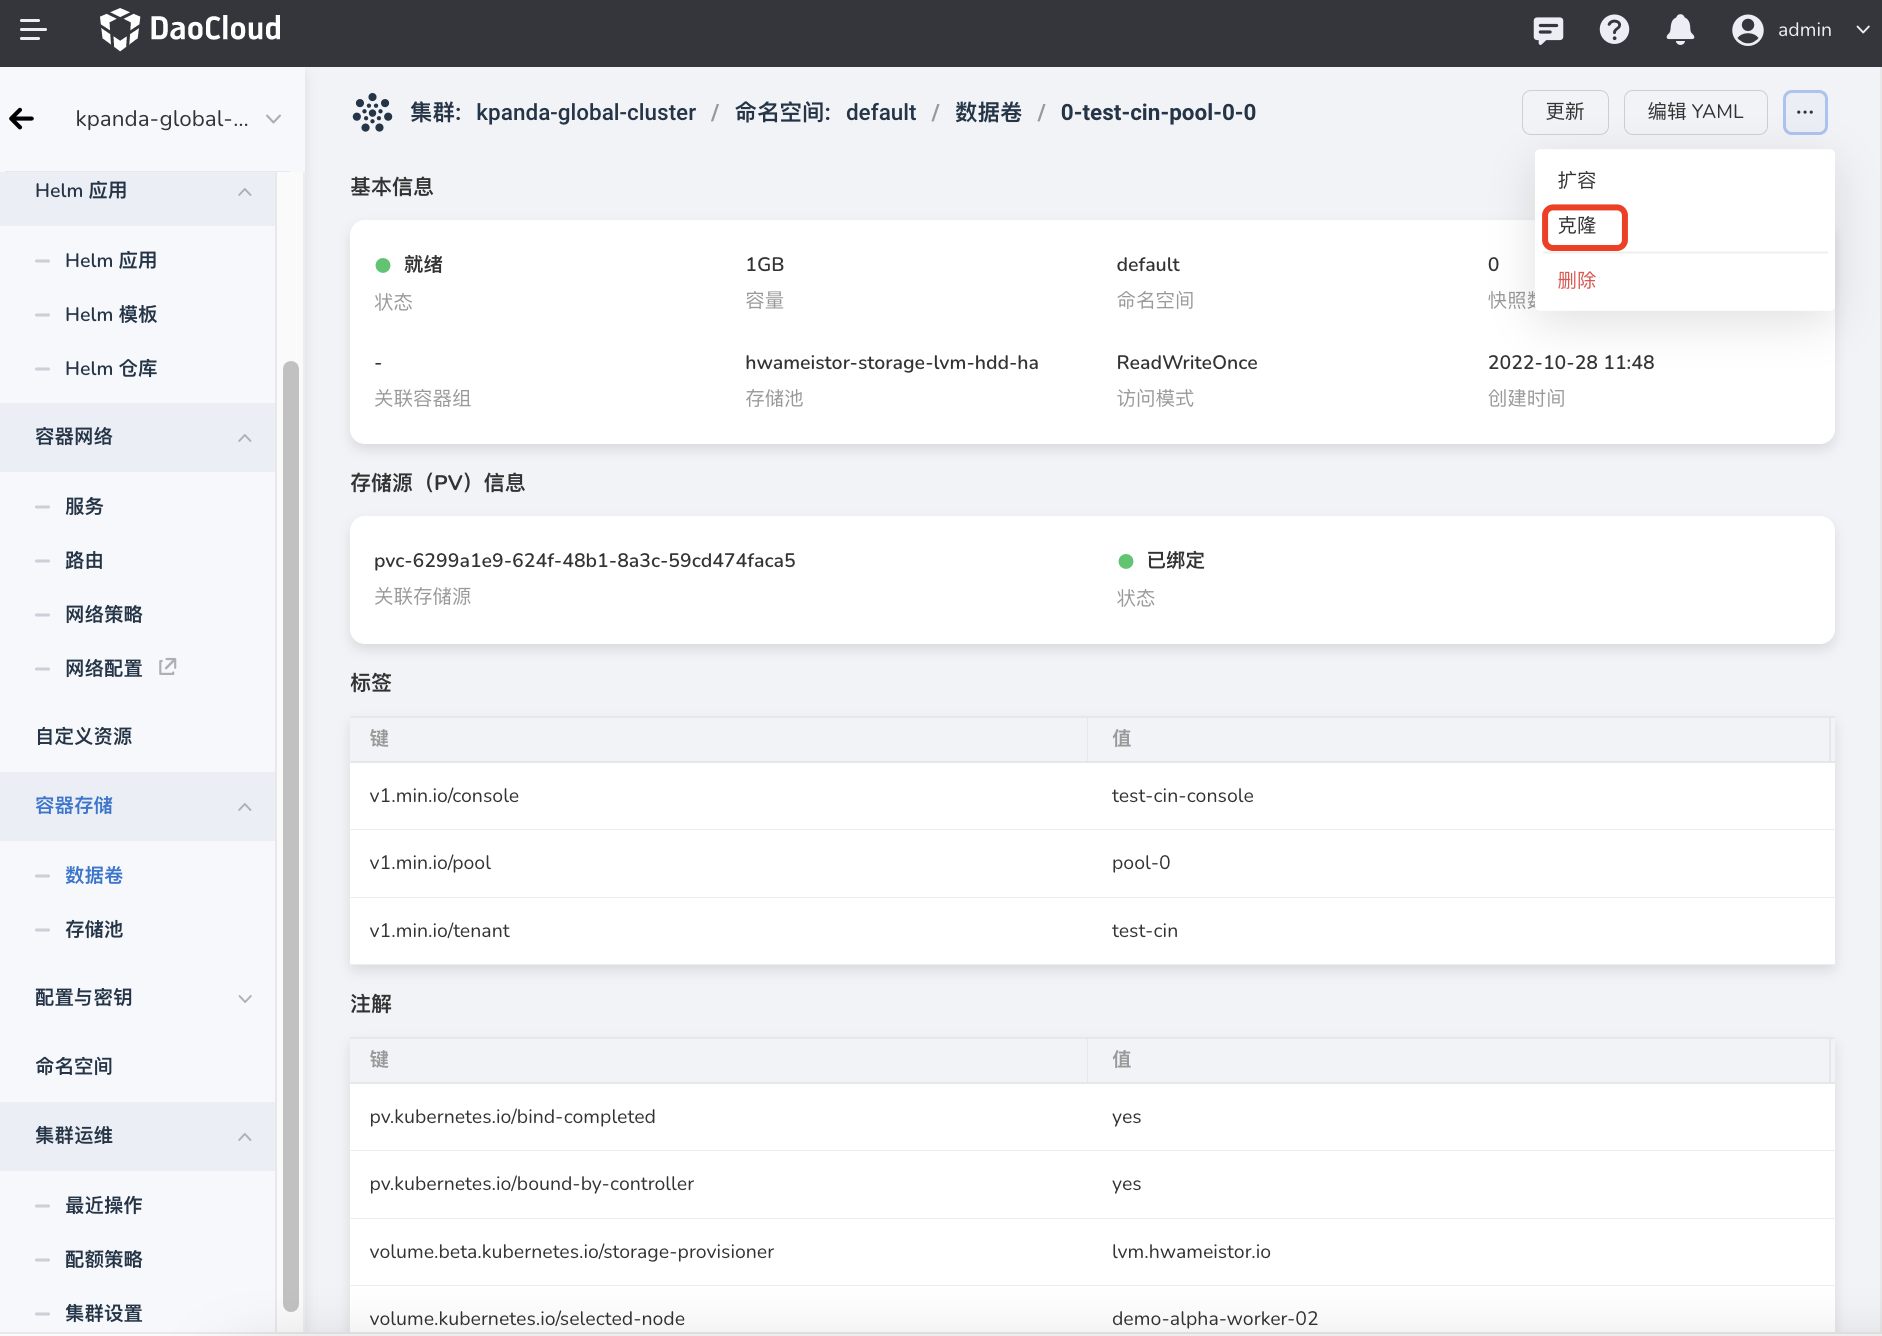 DaoCloud
admin
kpanda-global-...
Helm 应用
Helm 应用
Helm 模板
Helm 仓库
容器网络
服务
路由
网络策略
网络配置
自定义资源
容器存储
数据卷
存储池
配置与密钥
命名空间
集群运维
最近操作
配额策略
集群设置
集群: kpanda-global-cluster / 命名空间: default / 数据卷 / 0-test-cin-pool-0-0
更新
编辑 YAML
扩容
克隆
删除
基本信息
就绪
状态
1GB
容量
default
命名空间
0
快照
-
关联容器组
hwameistor-storage-lvm-hdd-ha
存储池
ReadWriteOnce
访问模式
2022-10-28 11:48
创建时间
存储源（PV）信息
pvc-6299a1e9-624f-48b1-8a3c-59cd474faca5
关联存储源
已绑定
状态
标签
键 值
v1.min.io/console test-cin-console
v1.min.io/pool pool-0
v1.min.io/tenant test-cin
注解
键 值
pv.kubernetes.io/bind-completed yes
pv.kubernetes.io/bound-by-controller yes
volume.beta.kubernetes.io/storage-provisioner lvm.hwameistor.io
volume.kubernetes.io/selected-node demo-alpha-worker-02